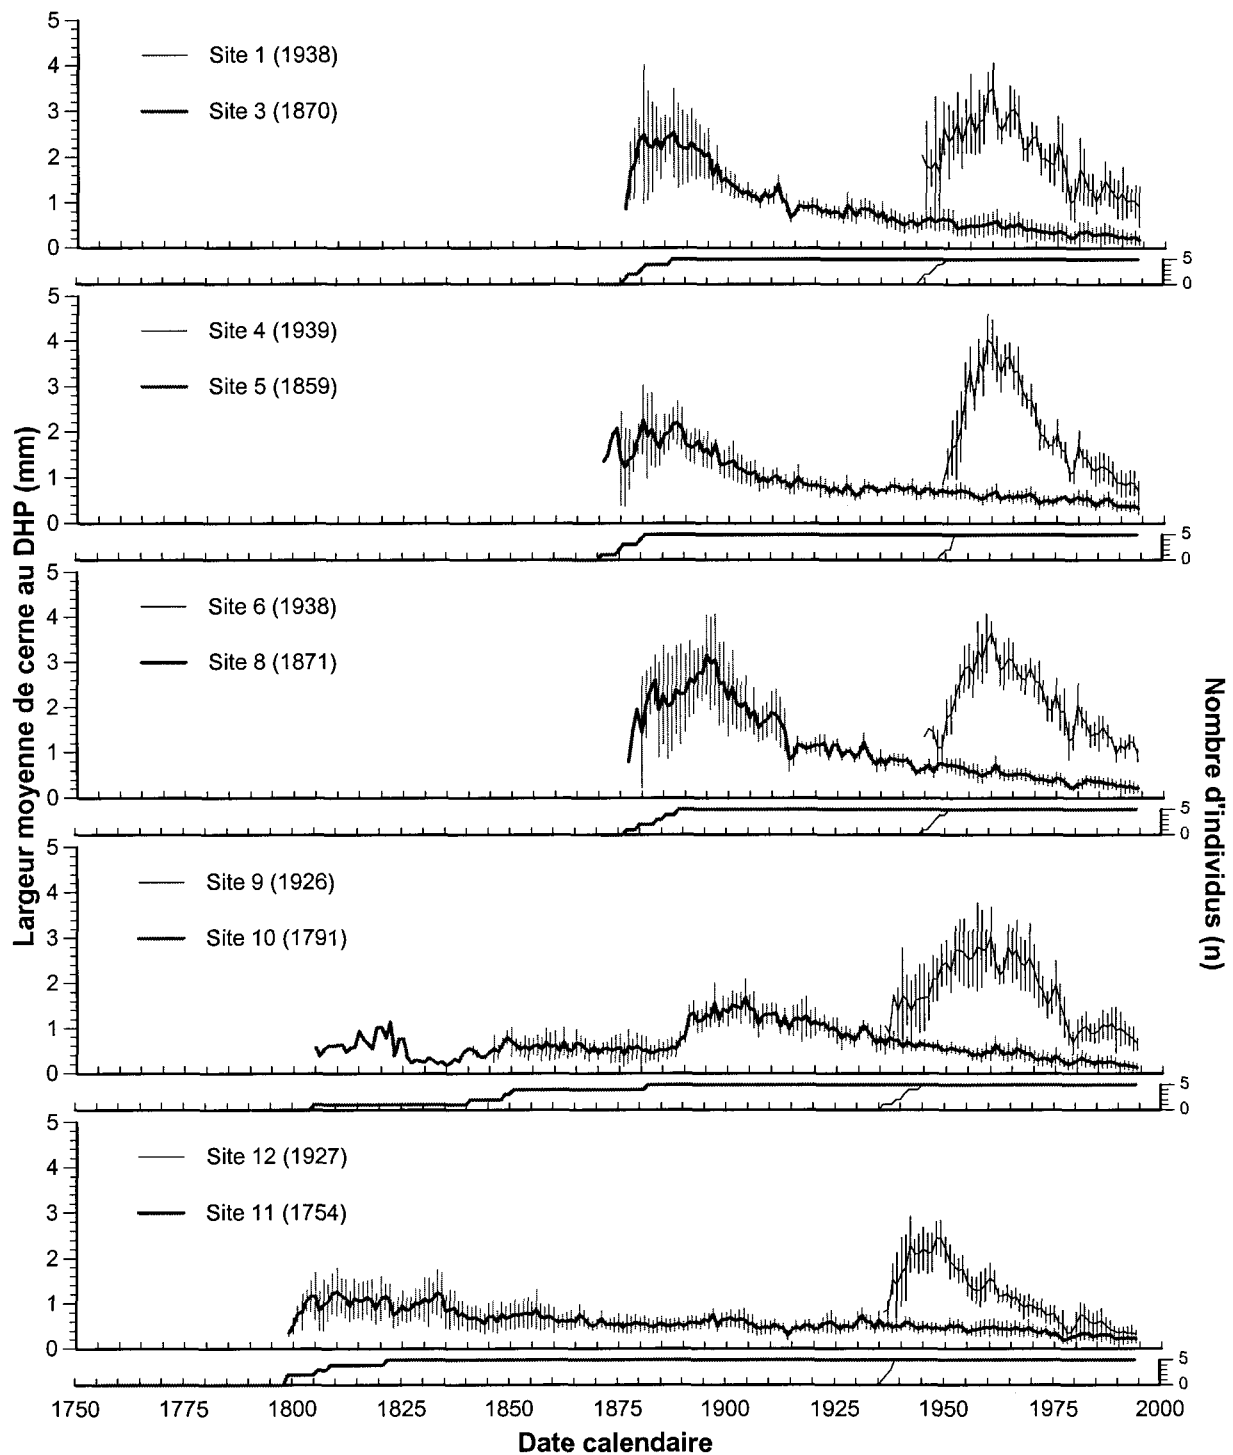 Largeur moyenne de cerne au DHP (mm)
5
4
3
2
1
0
Site 1 (1938)
Site 3 (1870)
5
0
5
4
3
2
1
0
Site 4 (1939)
Site 5 (1859)
5
0
5
4
3
2
1
0
Site 6 (1938)
Site 8 (1871)
5
0
5
4
3
2
1
0
Site 9 (1926)
Site 10 (1791)
5
0
5
4
3
2
1
0
Site 12 (1927)
Site 11 (1754)
5
0
Nombre d'individus (n)
1750 1775 1800 1825 1850 1875 1900 1925 1950 1975 2000
Date calendaire